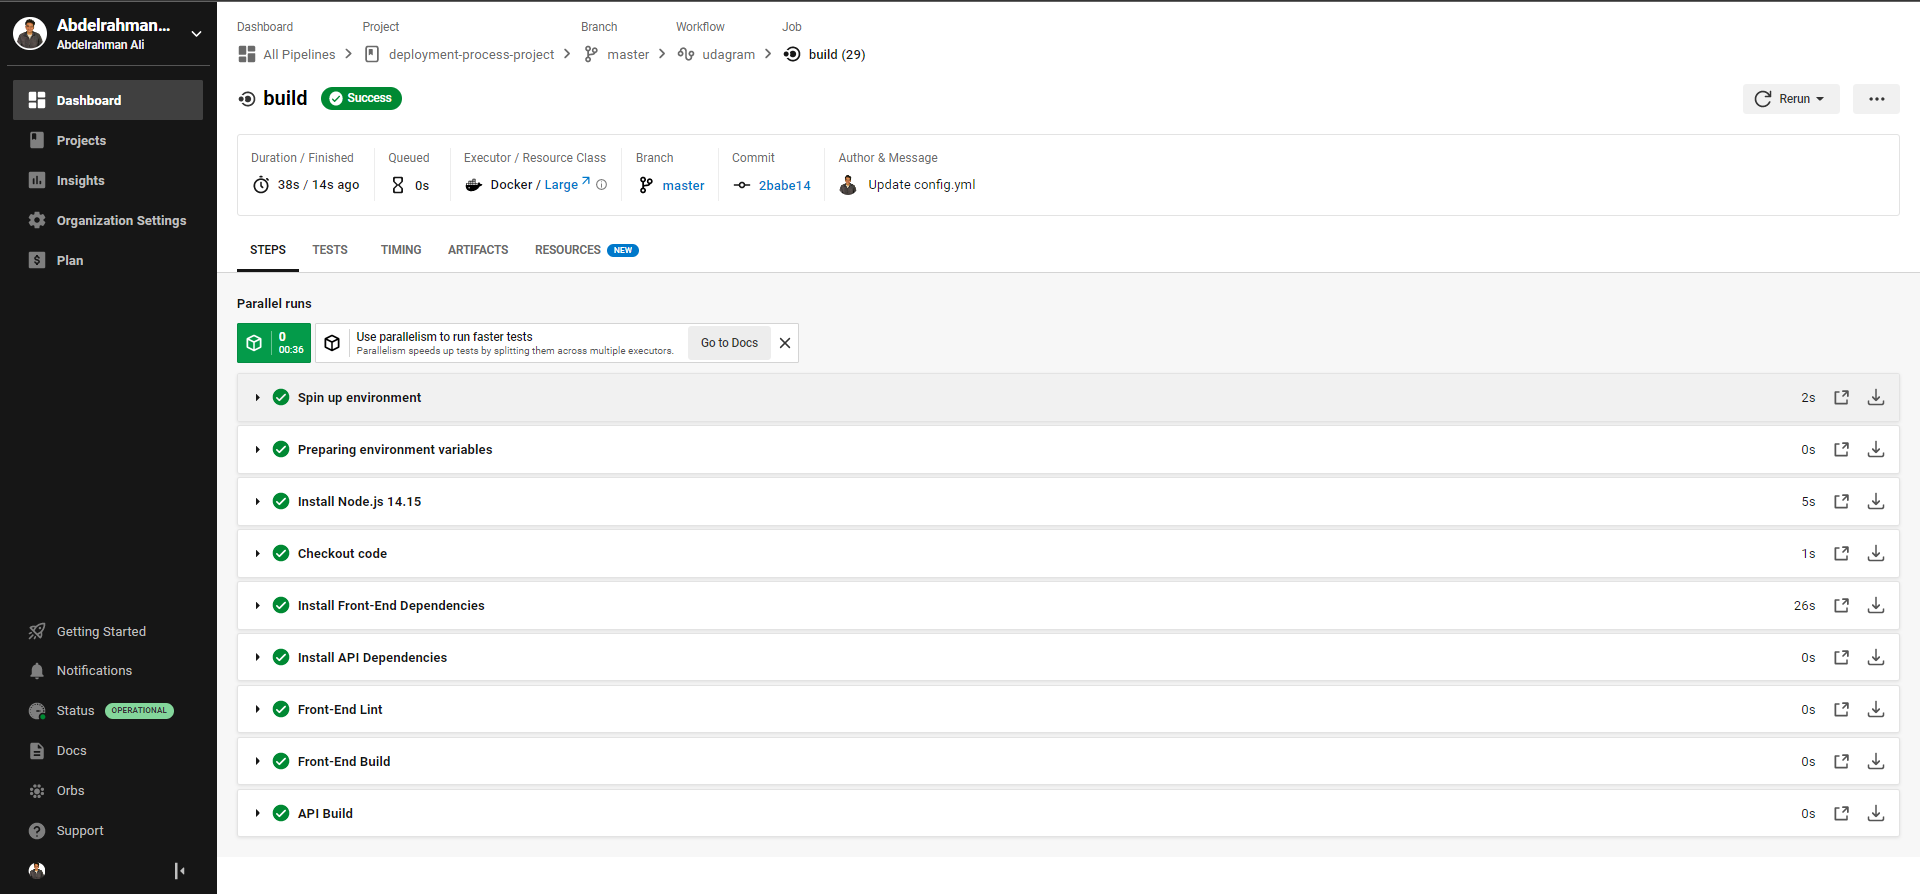 Abdelrahman...
Abdelrahman Ali
Dashboard
Projects
Insights
Organization Settings
Plan
Getting Started
Notifications
Status OPERATIONAL
Docs
Orbs
Support
Dashboard Project Branch Workflow Job
All Pipelines deployment-process-project master udagram build (29)
build Success
Rerun
Duration / Finished Queued Executor / Resource Class Branch Commit Author & Message
38s / 14s ago 0s Docker / Large master 2babe14 Update config.yml
STEPS TESTS TIMING ARTIFACTS RESOURCES NEW
Parallel runs
0
00:36
Use parallelism to run faster tests
Parallelism speeds up tests by splitting them across multiple executors.
Go to Docs
Spin up environment 2s
Preparing environment variables 0s
Install Node.js 14.15 5s
Checkout code 1s
Install Front-End Dependencies 26s
Install API Dependencies 0s
Front-End Lint 0s
Front-End Build 0s
API Build 0s